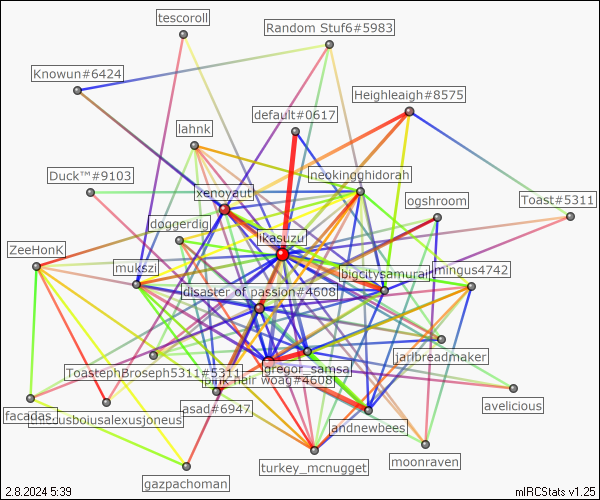 tescoroll
Random Stuf6#5983
Knowun#6424
Heighleaigh#8575
default#0617
lahnk
Duck™#9103
neokingghidorah
xenoyaut
ogshroom
Toast#5311
doggerdig
ikasuzu
ZeeHonK
mukszi
bigcitysamurai
mingus4742
disaster of passion#4608
jarlbreadmaker
gregor_samsa
ToastephBroseph5311#5311
pink hair woag#4608
avelicious
facadas.
asad#6947
andnewbees
moonraven
turkey_mcnugget
gazpachoman
2.8.2024 5:39
mIRCStats v1.25